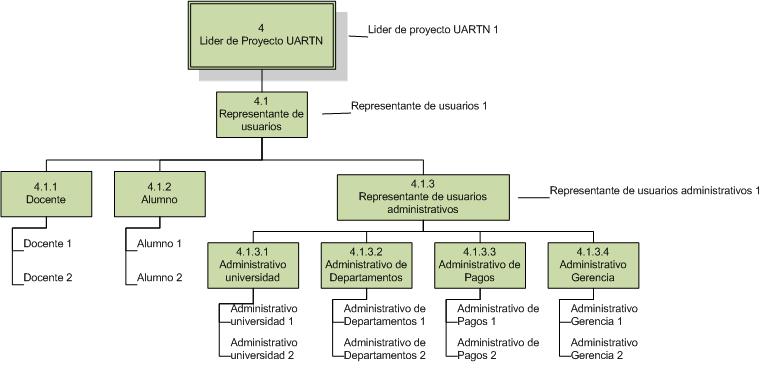 4
Lider de Proyecto UARTN
Lider de proyecto UARTN 1
4.1
Representante de
usuarios
Representante de usuarios 1
4.1.1
Docente
4.1.2
Alumno
4.1.3
Representante de usuarios
administrativos
Representante de usuarios administrativos 1
Docente 1
Docente 2
Alumno 1
Alumno 2
4.1.3.1
Administrativo
universidad
4.1.3.2
Administrativo de
Departamentos
4.1.3.3
Administrativo de
Pagos
4.1.3.4
Administrativo
Gerencia
Administrativo
universidad 1
Administrativo
universidad 2
Administrativo de
Departamentos 1
Administrativo de
Departamentos 2
Administrativo de
Pagos 1
Administrativo de
Pagos 2
Administrativo
Gerencia 1
Administrativo
Gerencia 2